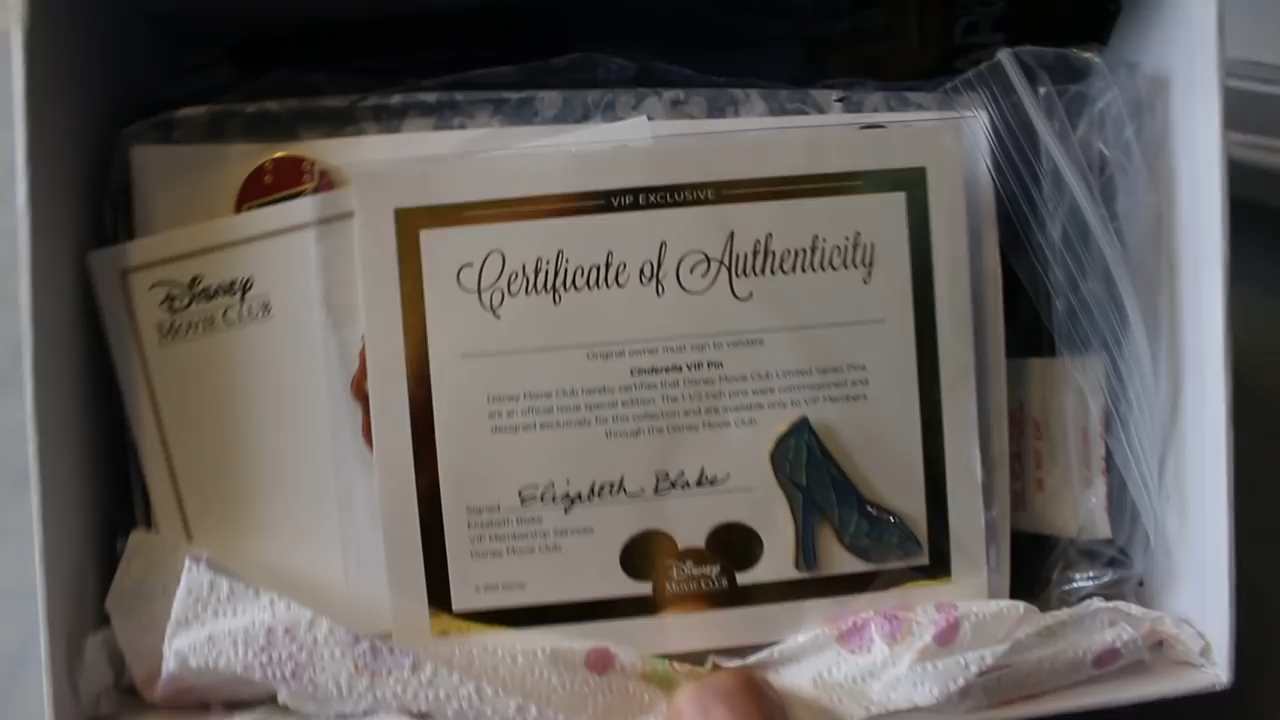 VIP EXCLUSIVE
Certificate of Authenticity
Original owner must sign to validate
Cinderella VIP Pin
Disney Movie Club hereby certifies that Disney Movie Club Limited Series Pins
are an official issue special edition. The 1 1/2 inch pins were commissioned and
designed exclusively for this collection and are available only to VIP Members
through the Disney Movie Club
Signed Elizabeth Blake
Elizabeth Blake
VIP Membership Services
Disney Movie Club
Disney
MOVIE CLUB
Disney
MOVIE CLUB